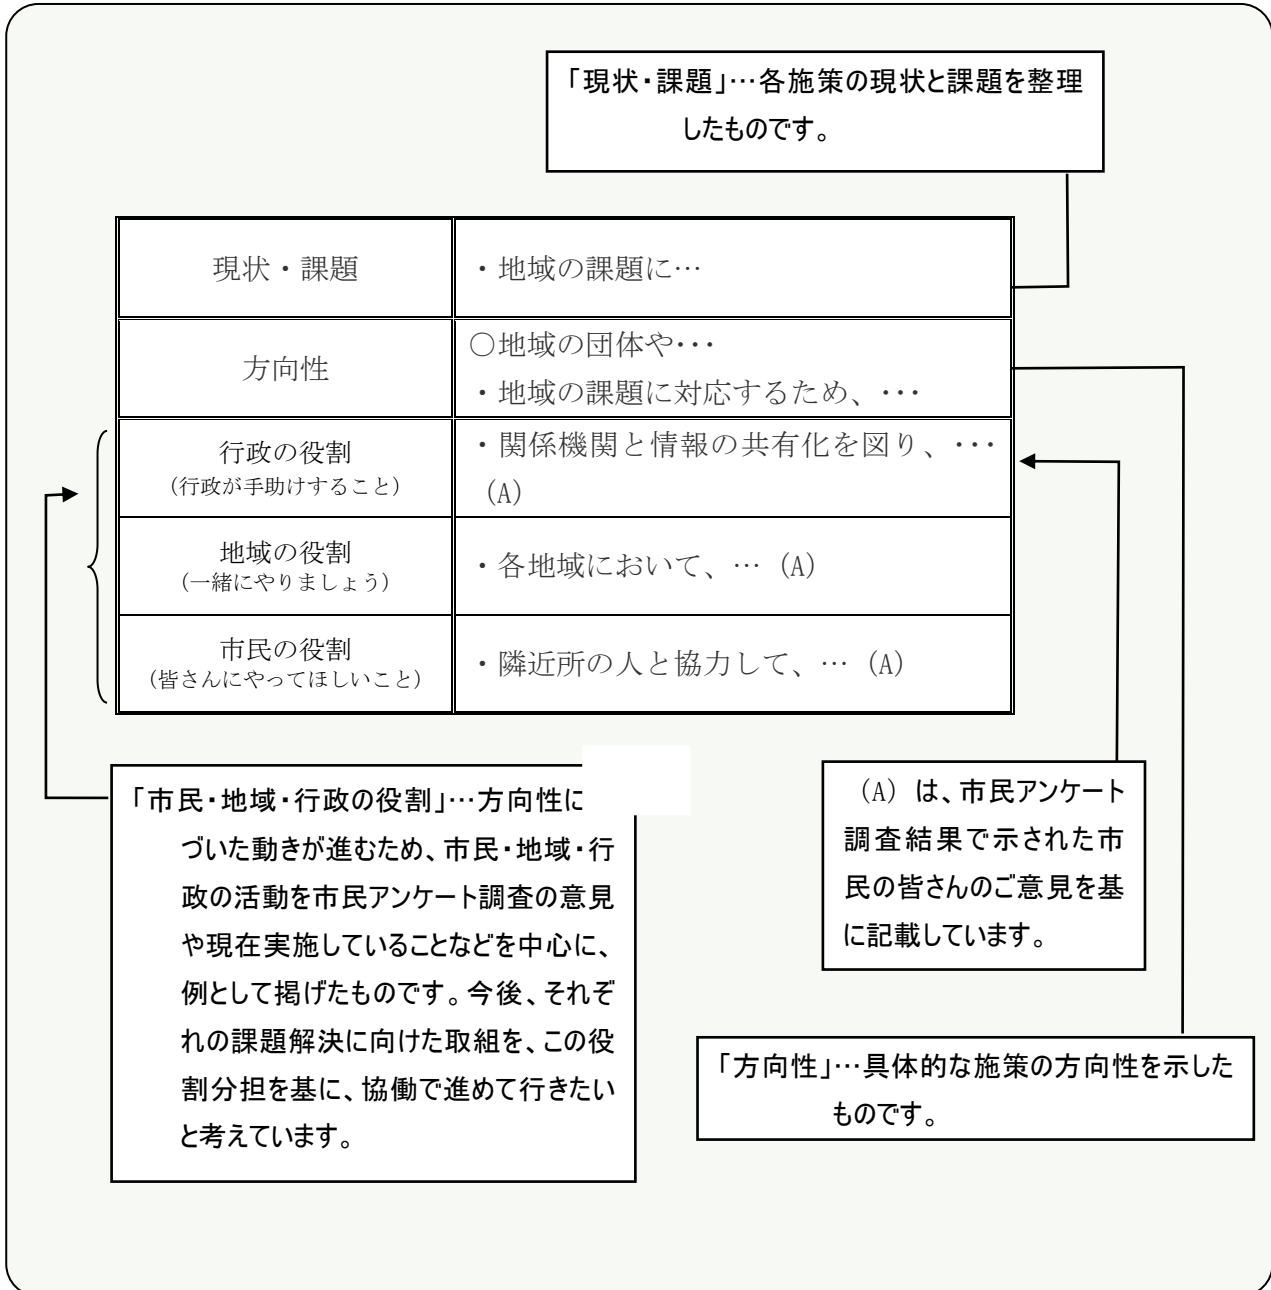 「現状・課題」…各施策の現状と課題を整理
したものです。
現状・課題
・地域の課題に…
方向性
○地域の団体や・・・
・地域の課題に対応するため、・・・
行政の役割
(行政が手助けすること)
・関係機関と情報の共有化を図り、・・・
(A)
地域の役割
(一緒にやりましょう)
・各地域において、… (A)
市民の役割
(皆さんにやってほしいこと)
・隣近所の人と協力して、… (A)
「市民・地域・行政の役割」…方向性に
づいた動きが進むため、市民・地域・行
政の活動を市民アンケート調査の意見
や現在実施していることなどを中心に、
例として掲げたものです。今後、それぞ
れの課題解決に向けた取組を、この役
割分担を基に、協働で進めて行きたい
と考えています。
(A) は、市民アンケート
調査結果で示された市
民の皆さんのご意見を基
に記載しています。
「方向性」…具体的な施策の方向性を示した
ものです。